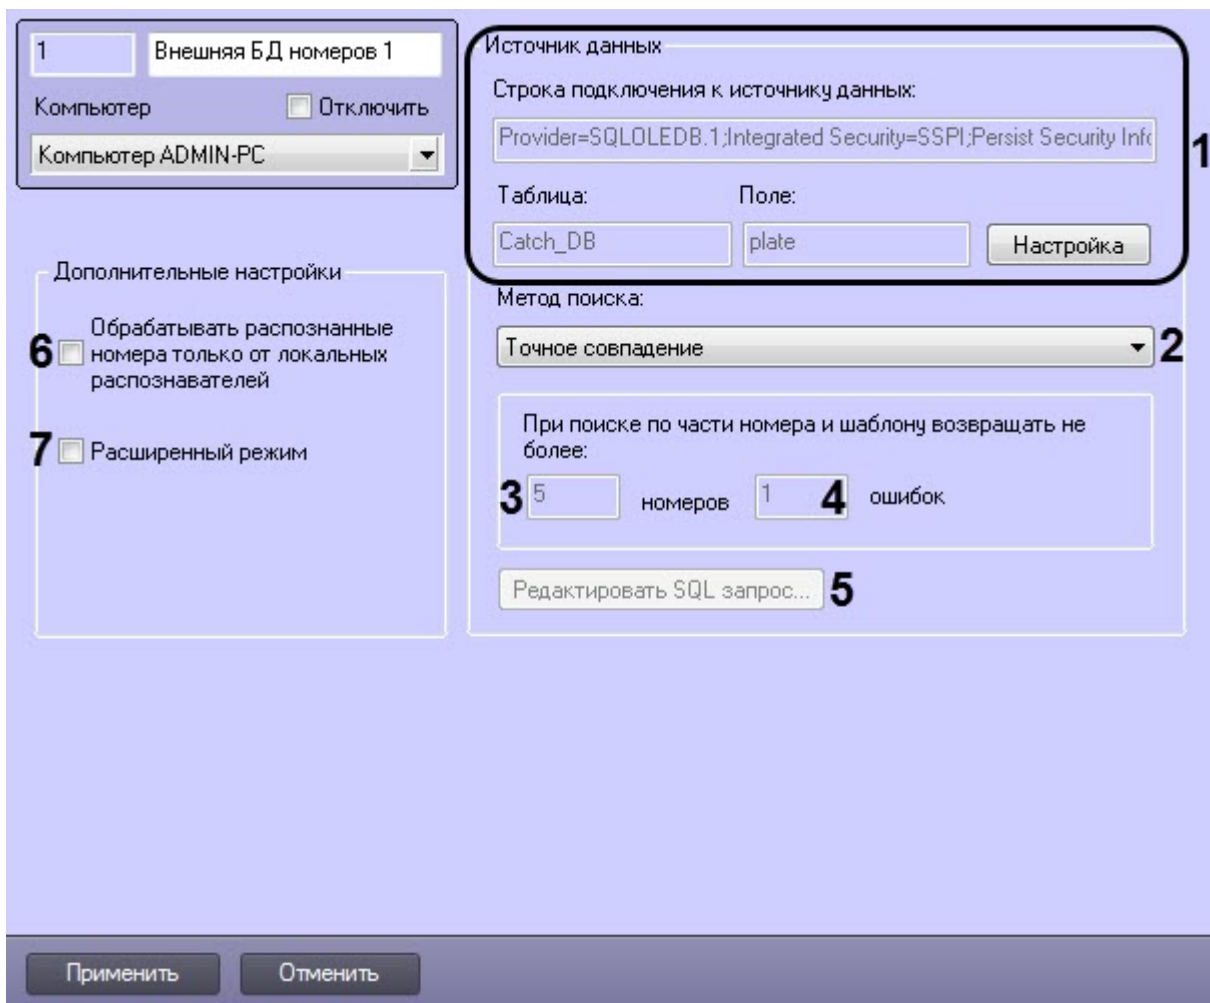 1
Внешняя БД номеров 1
Компьютер
Отключить
Компьютер ADMIN-PC
Источник данных
Строка подключения к источнику данных:
Provider=SQLOLEDB.1;Integrated Security=SSPI;Persist Security Info
1
Таблица:
Поле:
Catch_DB
plate
Настройка
Метод поиска:
Точное совпадение
2
При поиске по части номера и шаблону возвращать не
более:
3
5
номеров
1
4
ошибок
Редактировать SQL запрос...
5
Дополнительные настройки
6
Обрабатывать распознанные
номера только от локальных
распознавателей
7
Расширенный режим
Применить
Отменить